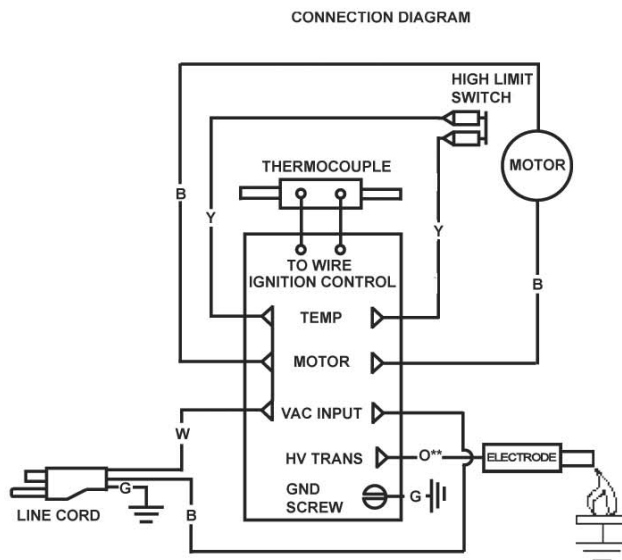 CONNECTION DIAGRAM
HIGH LIMIT
SWITCH
THERMOCOUPLE
MOTOR
B
Y
Y
B
TO WIRE
IGNITION CONTROL
TEMP
MOTOR
VAC INPUT
W
HV TRANS
O**
ELECTRODE
G
GND
SCREW
G
LINE CORD
B